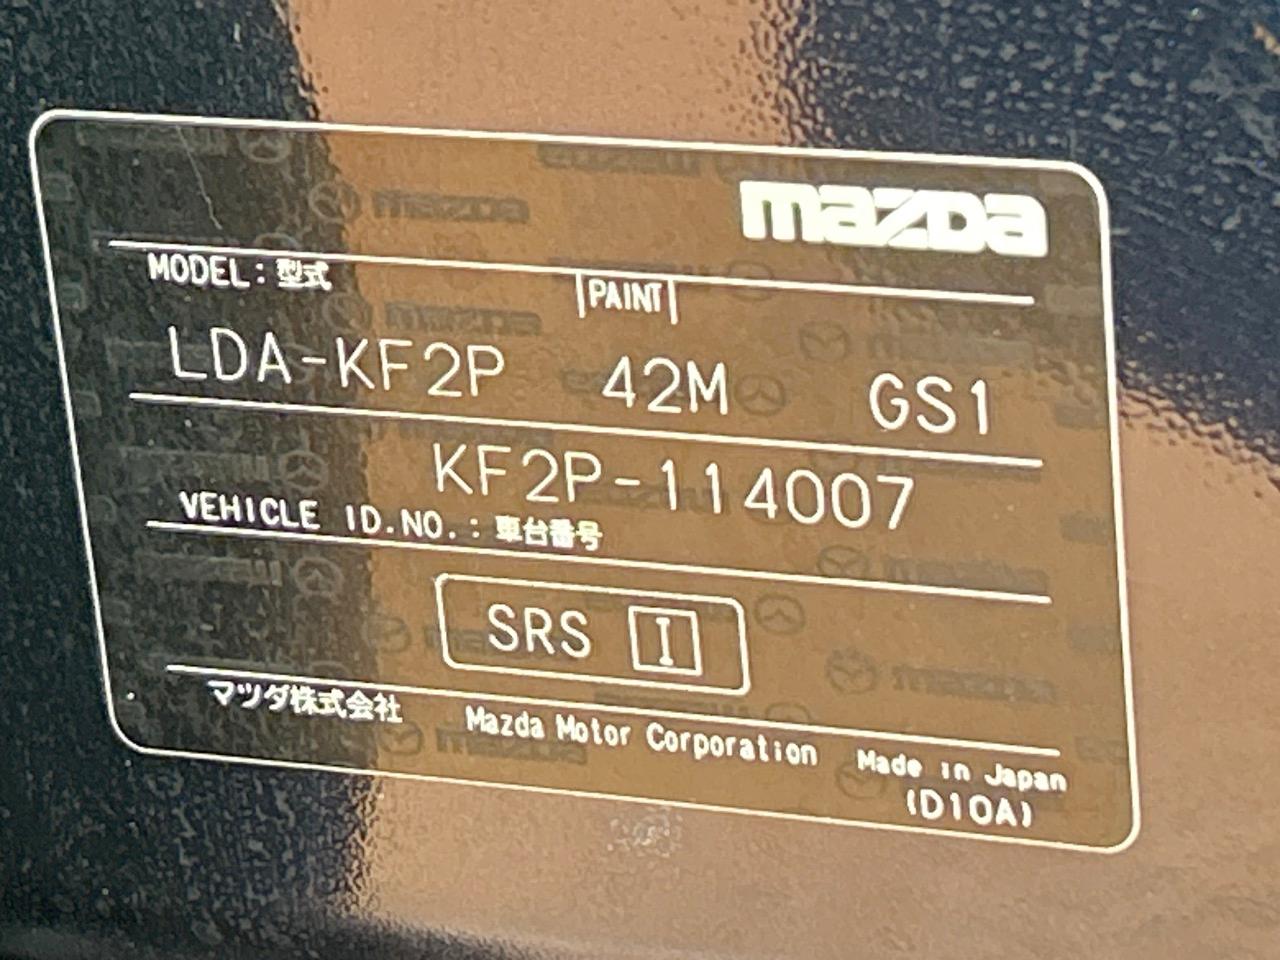 mazda
MODEL: 型式 PAINT
LDA-KF2P 42M GS1
KF2P-114007
VEHICLE ID.NO.: 車台番号
SRS I
マツダ株式会社 Mazda Motor Corporation Made in Japan
(D10A)